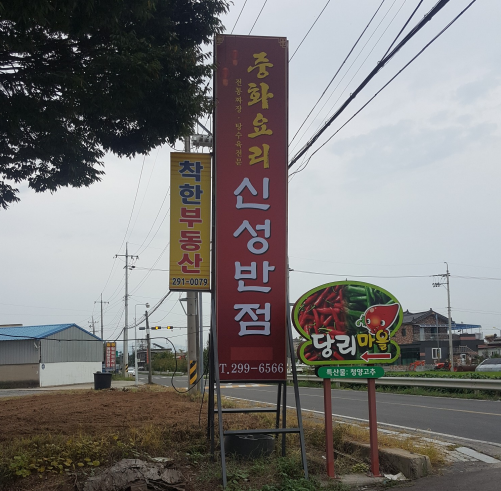 중화요리
신성반점
T. 299-6566
착한부동산
291-0079
당리마을
특산물: 청양고추